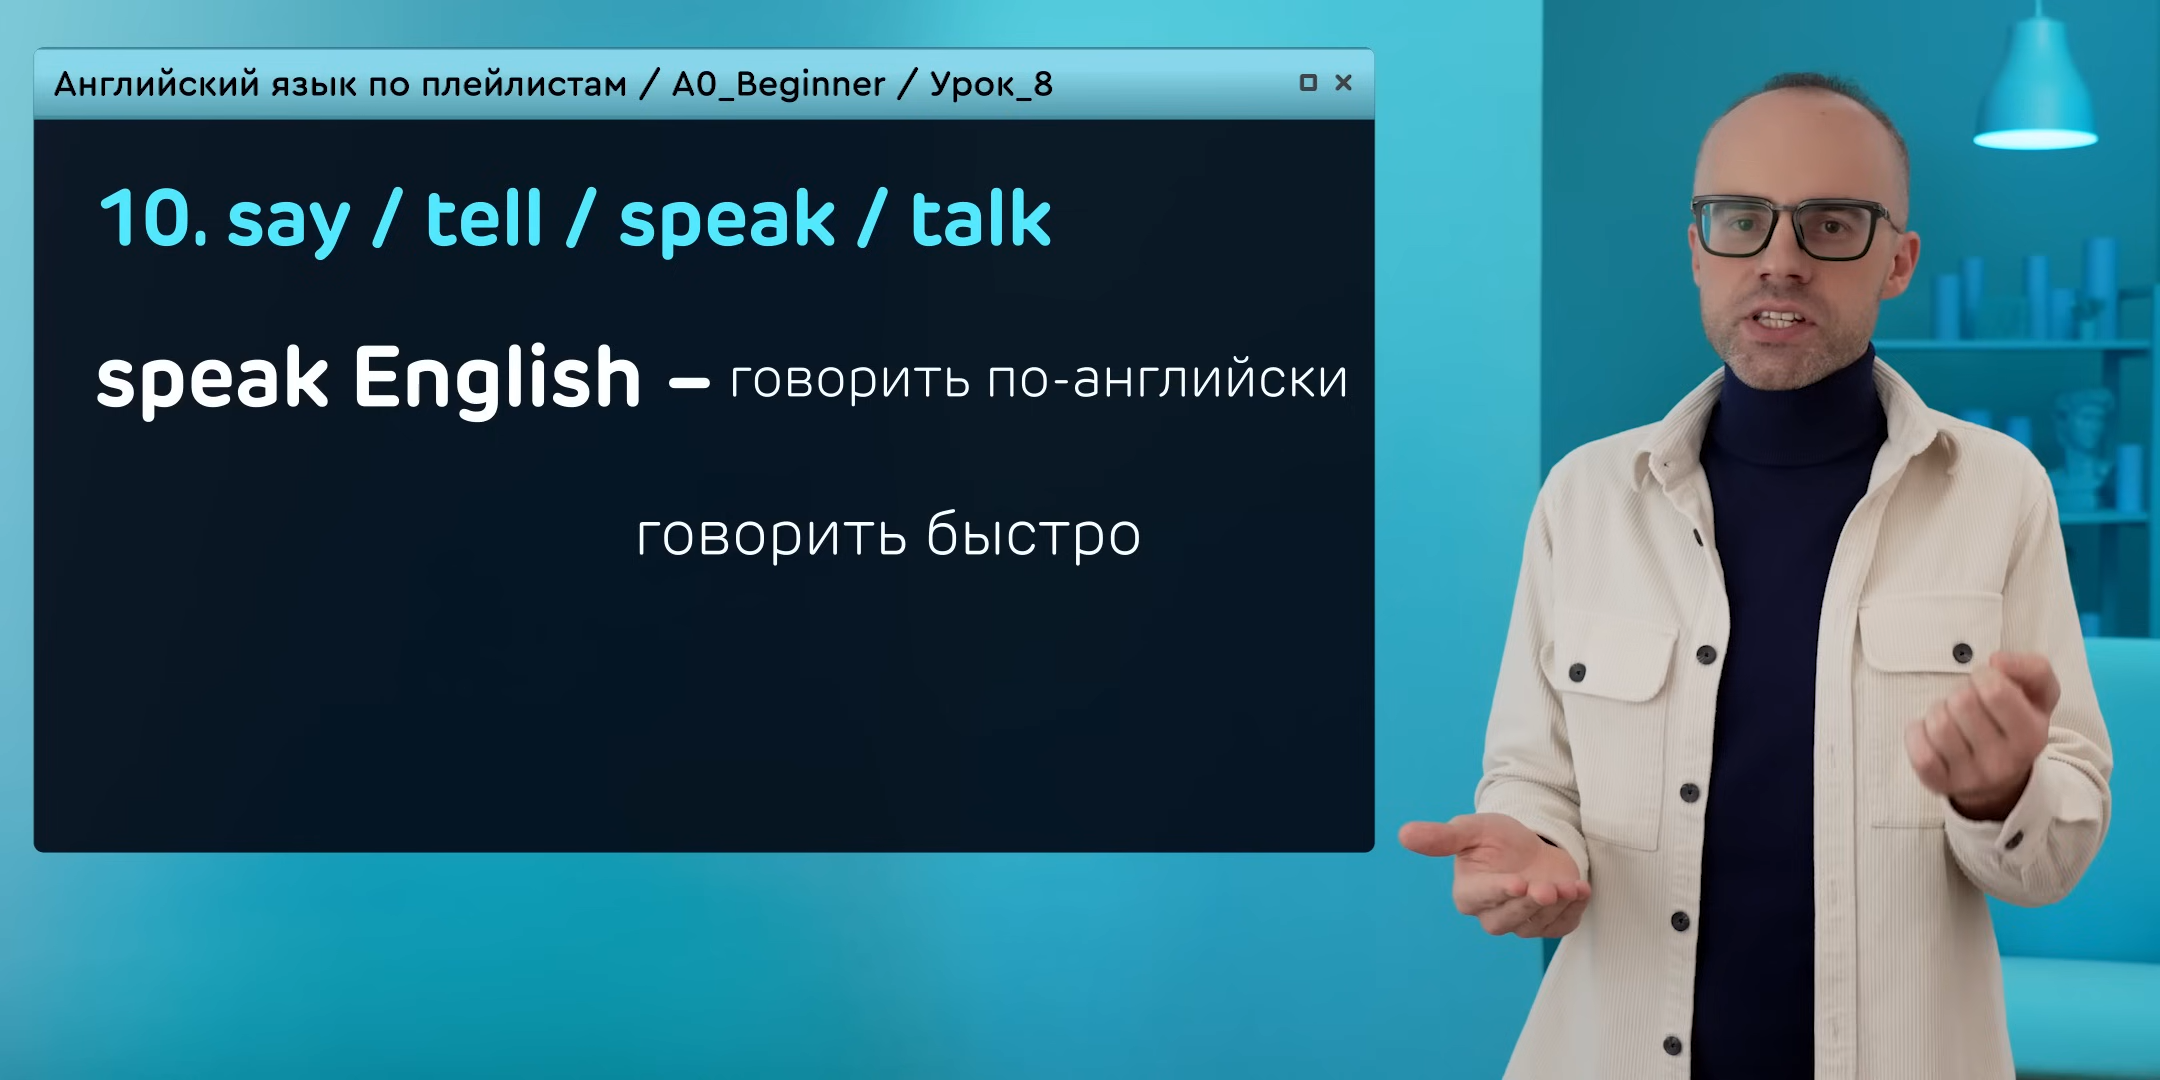 Английский язык по плейлистам / A0_Beginner / Урок_8
10. say / tell / speak / talk
speak English – говорить по-английски
говорить быстро